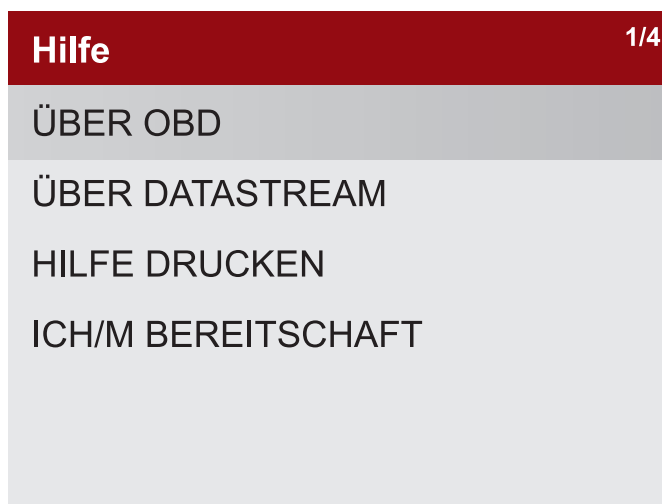 Hilfe 1/4
ÜBER OBD
ÜBER DATASTREAM
HILFE DRUCKEN
ICH/M BEREITSCHAFT